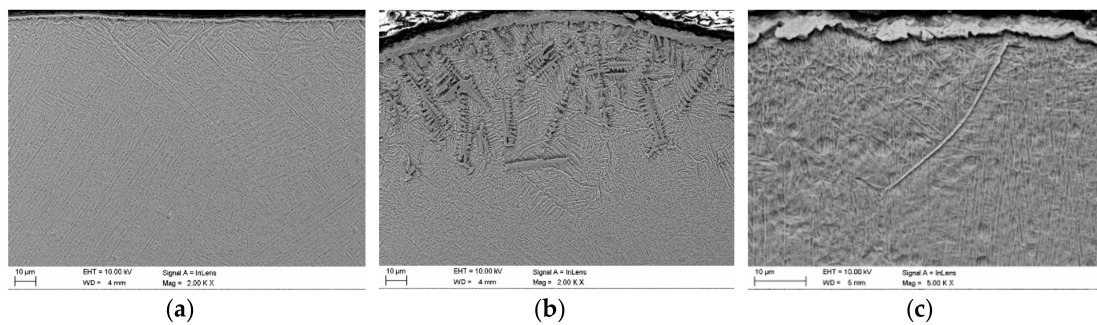 10 µm EHT = 10.00 kV Signal A = InLens
WD = 4 mm Mag = 2.00 K X
10 µm EHT = 10.00 kV Signal A = InLens
WD = 4 mm Mag = 2.00 K X
10 µm EHT = 10.00 kV Signal A = InLens
WD = 5 mm Mag = 5.00 K X
(a) (b) (c)